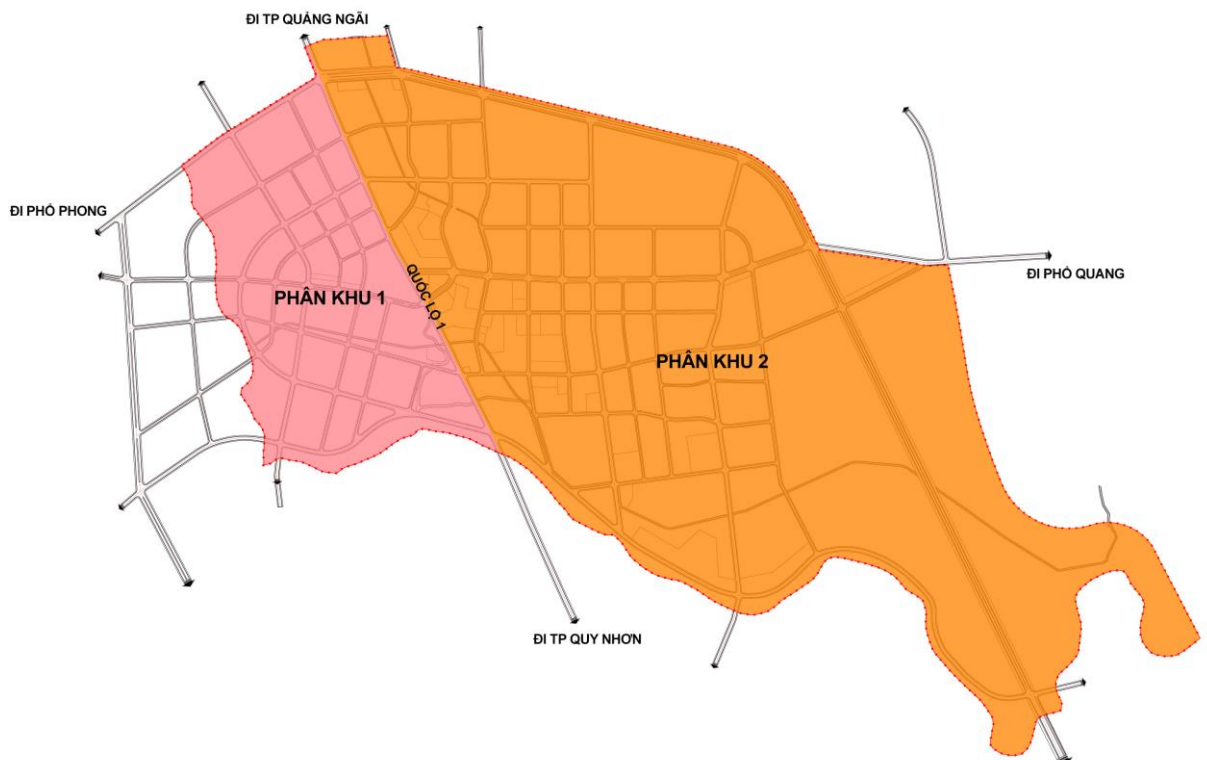 ĐI TP QUẢNG NGÃI
ĐI PHỔ PHONG
QUỐC LỘ 1
ĐI PHỔ QUANG
PHÂN KHU 1
PHÂN KHU 2
ĐI TP QUY NHƠN